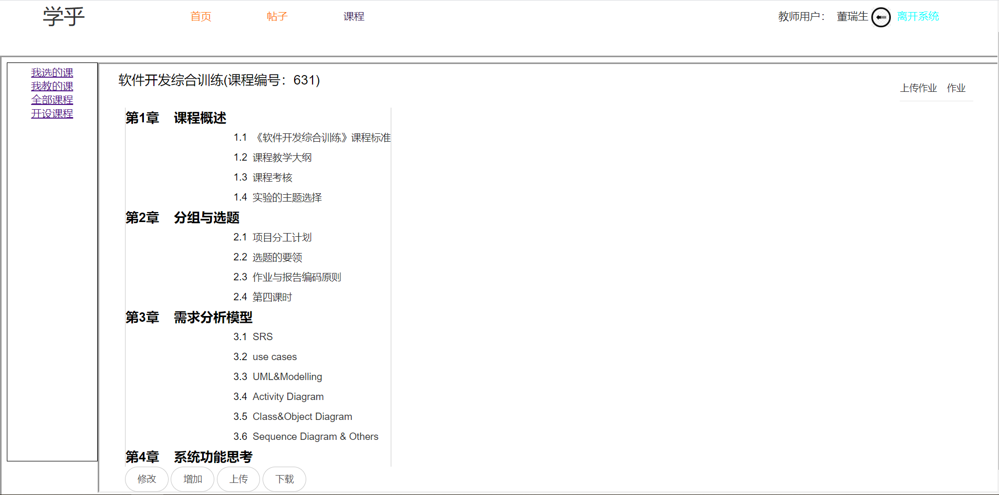 学乎 首页 帖子 课程 教师用户： 董瑞生 离开系统
我选的课
我教的课
全部课程
开设课程
软件开发综合训练(课程编号：631)
上传作业 作业
第1章 课程概述
1.1 《软件开发综合训练》课程标准
1.2 课程教学大纲
1.3 课程考核
1.4 实验的主题选择
第2章 分组与选题
2.1 项目分工计划
2.2 选题的要领
2.3 作业与报告编码原则
2.4 第四课时
第3章 需求分析模型
3.1 SRS
3.2 use cases
3.3 UML&Modelling
3.4 Activity Diagram
3.5 Class&Object Diagram
3.6 Sequence Diagram & Others
第4章 系统功能思考
修改 增加 上传 下载